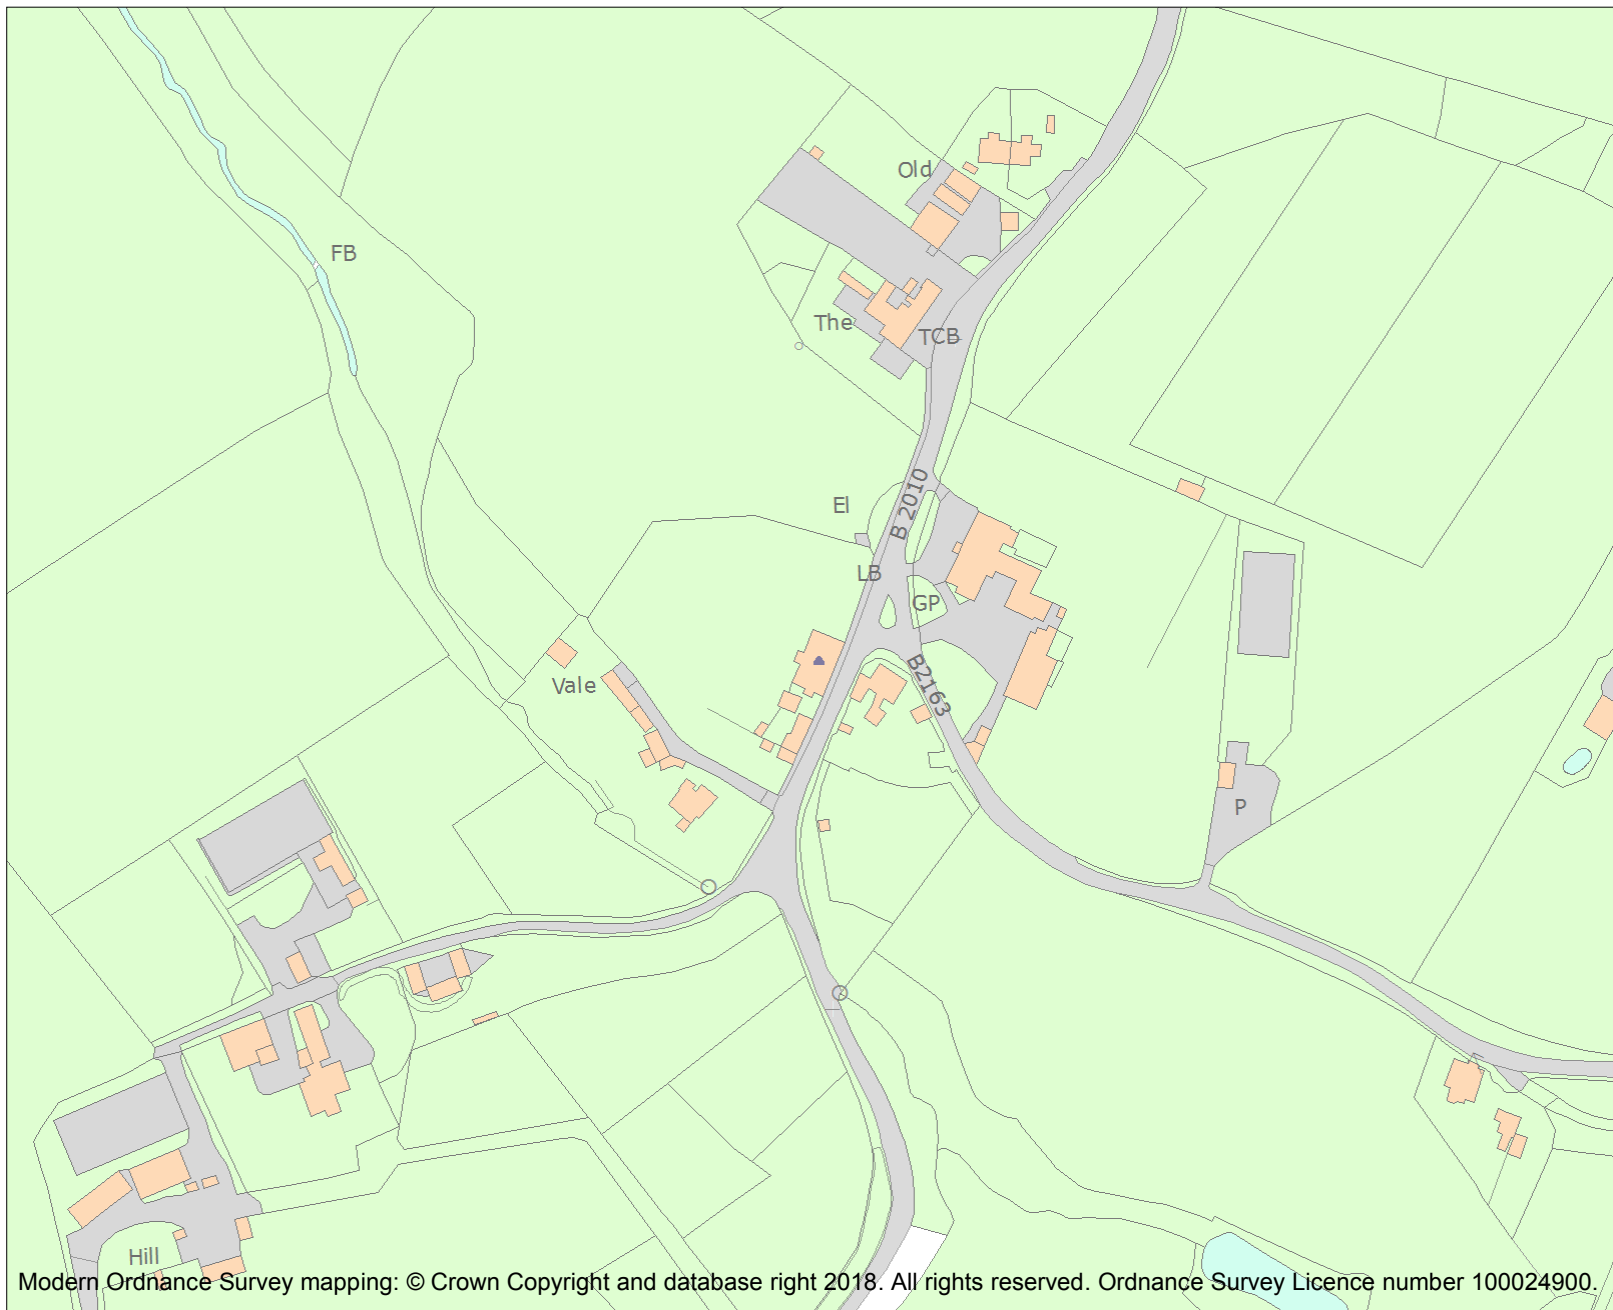 Old
FB
The
TCB
B 2010
El
LB
GP
B2163
Vale
P
Hill
Modern Ordnance Survey mapping: © Crown Copyright and database right 2018. All rights reserved. Ordnance Survey Licence number 100024900.